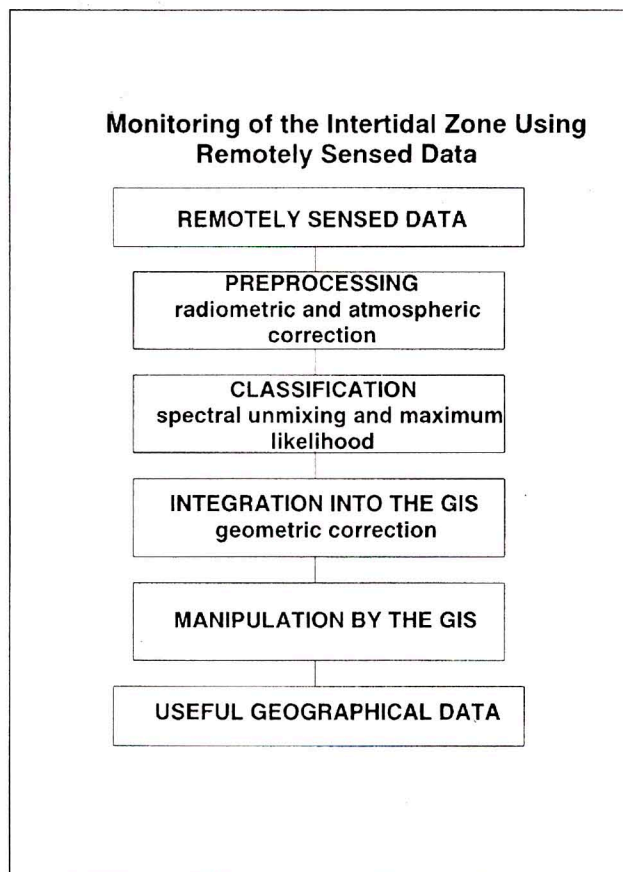 Monitoring of the Intertidal Zone Using
Remotely Sensed Data
REMOTELY SENSED DATA
PREPROCESSING
radiometric and atmospheric
correction
CLASSIFICATION
spectral unmixing and maximum
likelihood
INTEGRATION INTO THE GIS
geometric correction
MANIPULATION BY THE GIS
USEFUL GEOGRAPHICAL DATA